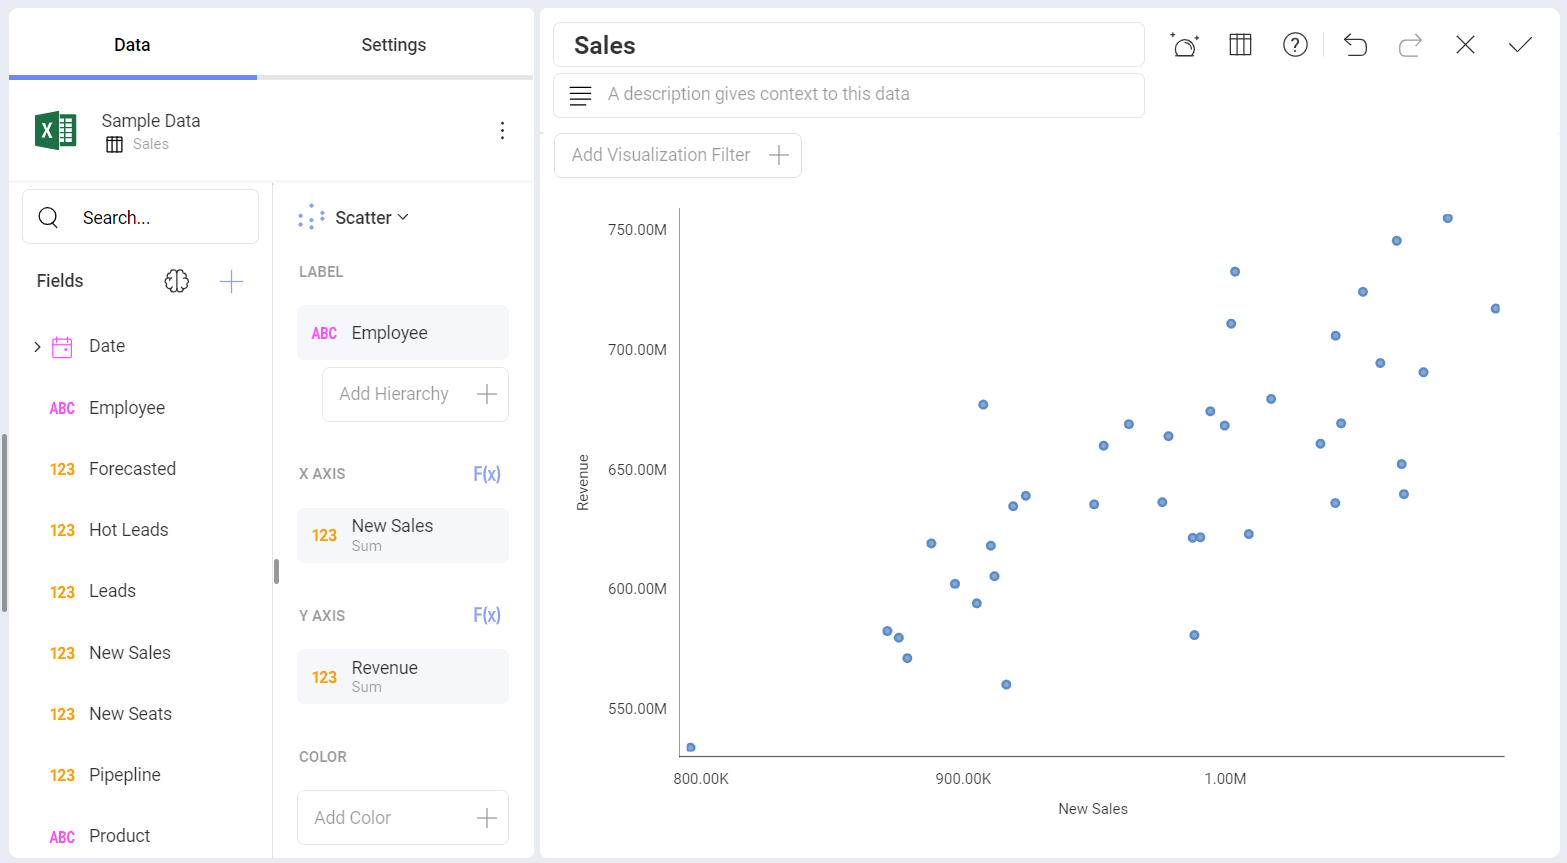 Data
Settings
Sample Data
Sales
Search...
Fields
Date
ABC Employee
123 Forecasted
123 Hot Leads
123 Leads
123 New Sales
123 New Seats
123 Pipepline
ABC Product
Scatter
LABEL
ABC Employee
Add Hierarchy
X AXIS F(x)
123 New Sales
Sum
Y AXIS F(x)
123 Revenue
Sum
COLOR
Add Color
Sales
A description gives context to this data
Add Visualization Filter
750.00M
700.00M
650.00M
600.00M
550.00M
Revenue
800.00K
900.00K
1.00M
New Sales